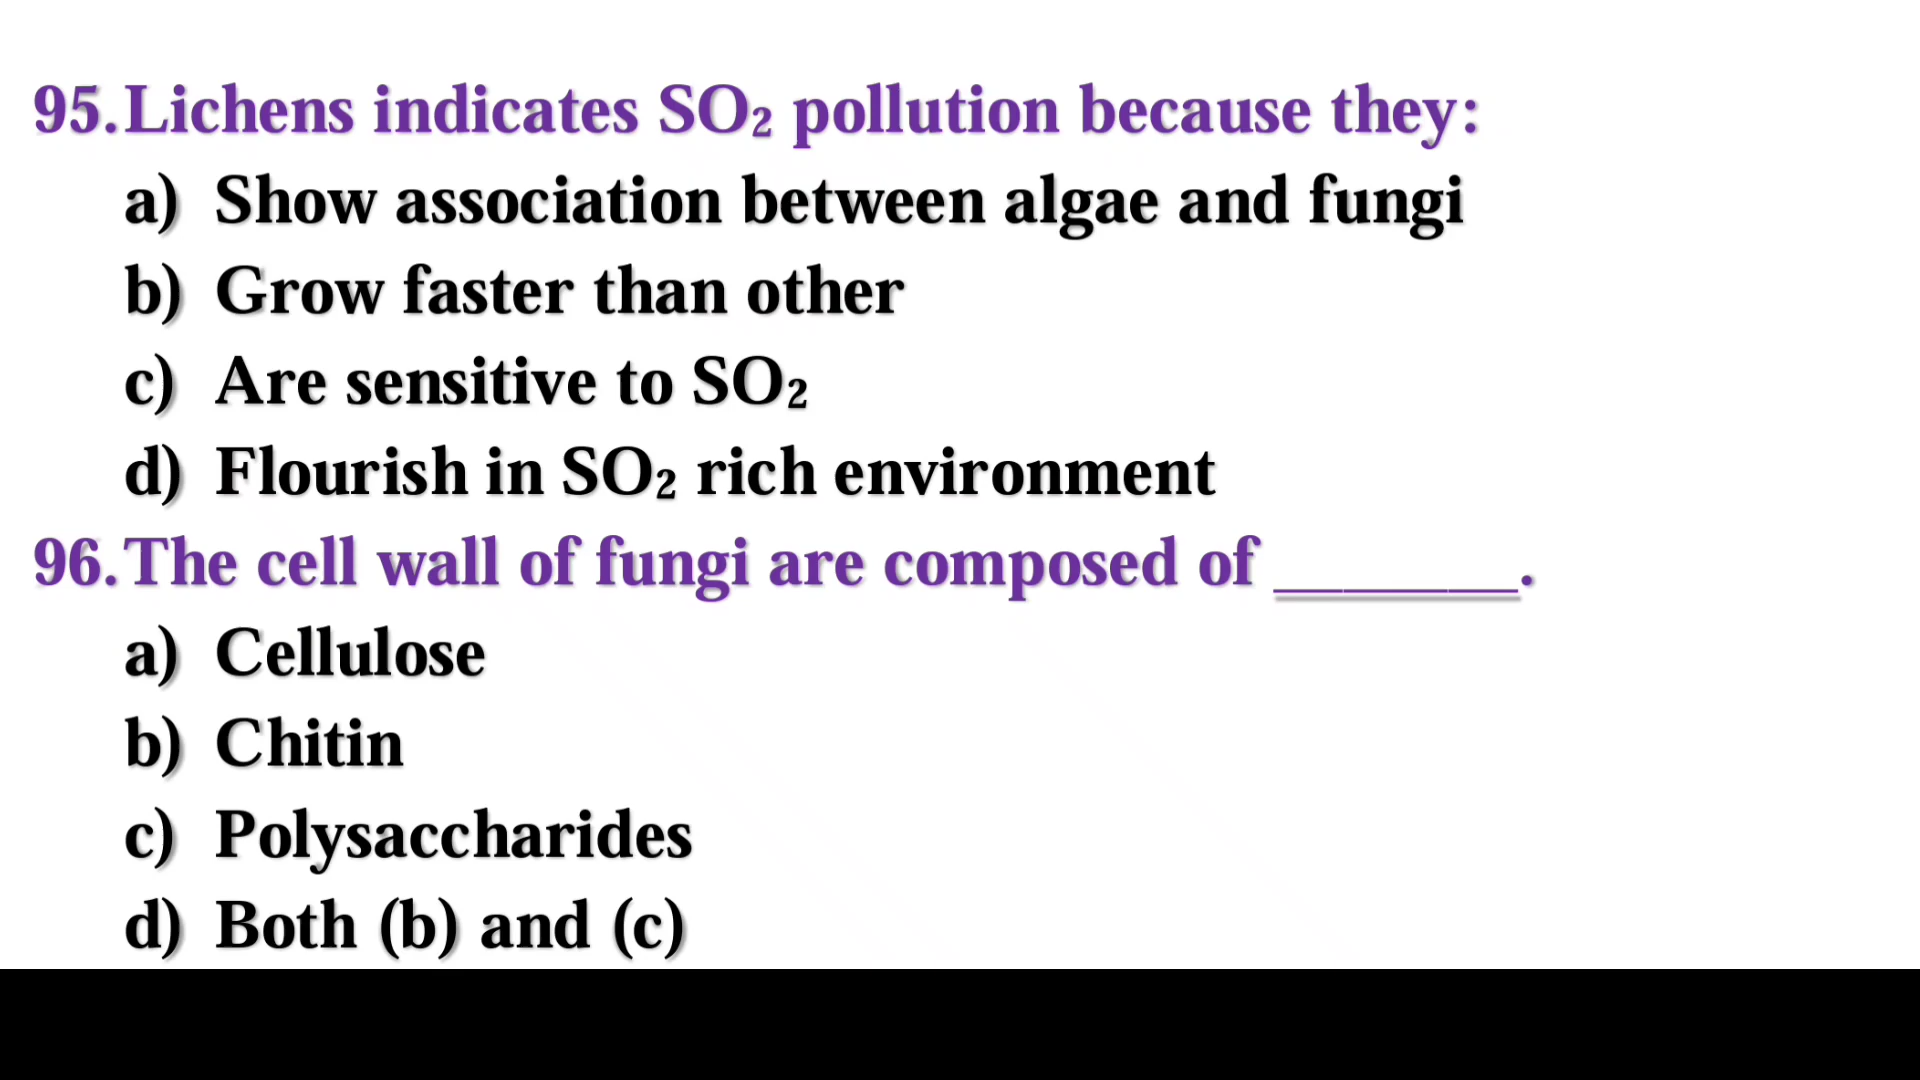 95. Lichens indicates SO₂ pollution because they:
a) Show association between algae and fungi
b) Grow faster than other
c) Are sensitive to SO₂
d) Flourish in SO₂ rich environment
96. The cell wall of fungi are composed of _______.
a) Cellulose
b) Chitin
c) Polysaccharides
d) Both (b) and (c)